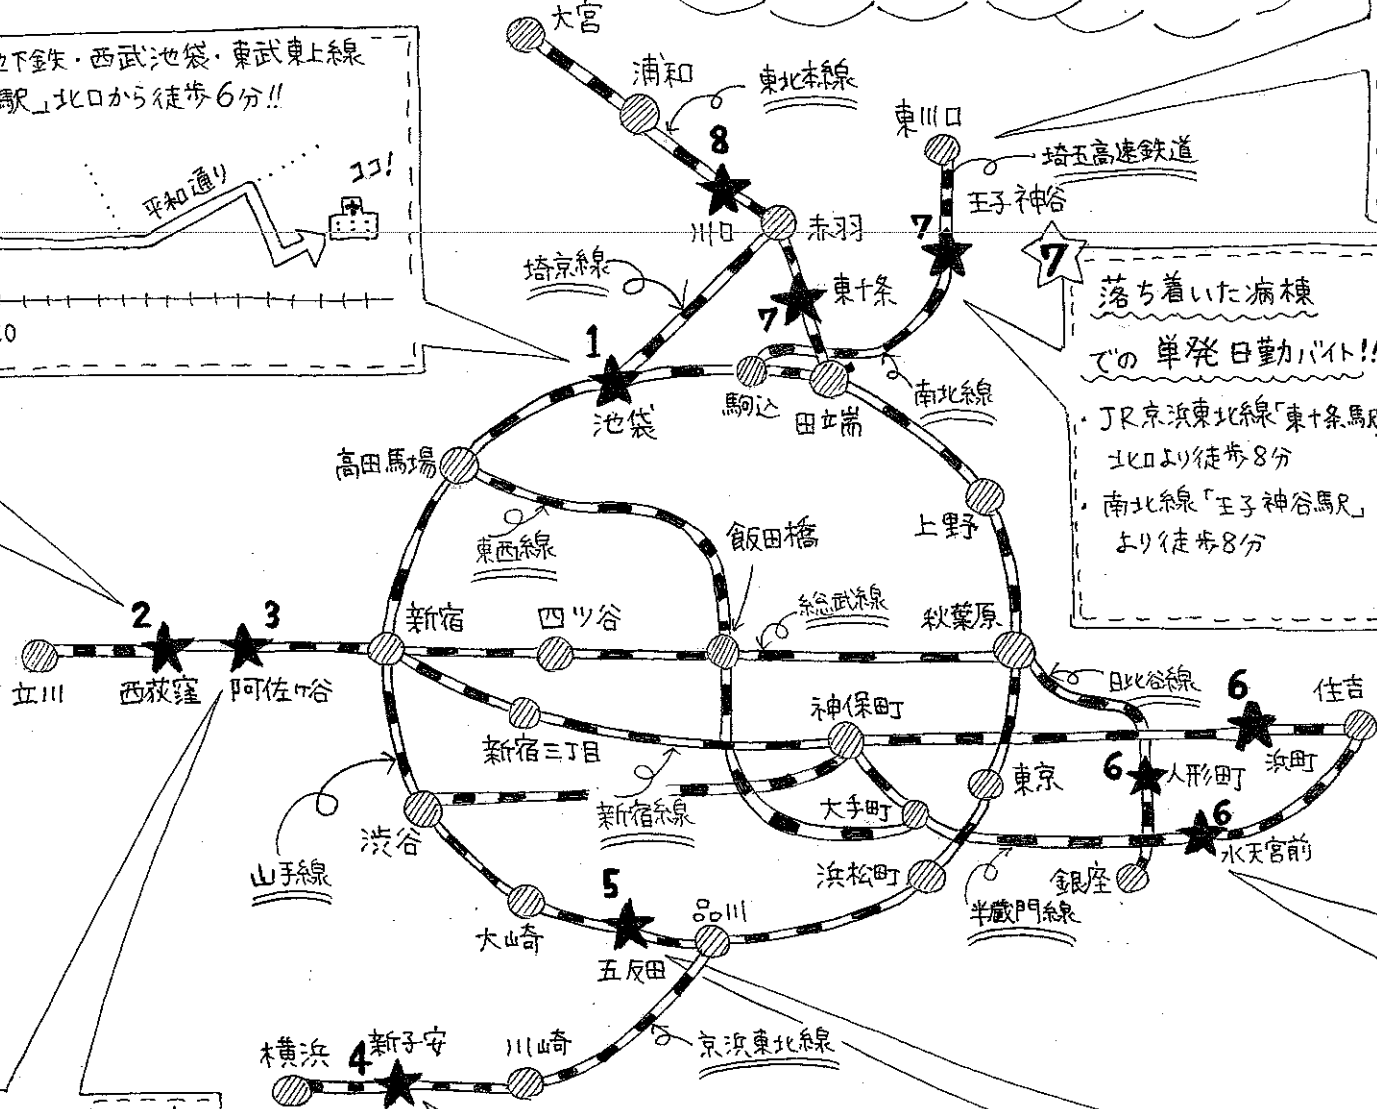 地下鉄・西武池袋・東武東上線
駅」北口から徒歩6分!!
平和通り
ココ!
大宮
浦和
東北本線
8
川口
赤羽
埼京線
東川口
埼玉高速鉄道
王子神谷
7
東十条
7
1
池袋
駒込
田端
南北線
7
落ち着いた病棟
での 単発日勤バイト!!
・JR京浜東北線「東十条駅
北口より徒歩8分
・南北線「王子神谷駅」
より徒歩8分
高田馬場
東西線
飯田橋
上野
総武線
秋葉原
2
3
立川
西荻窪
阿佐ヶ谷
新宿
四ツ谷
日比谷線
6
浜町
住吉
新宿三丁目
神保町
6
人形町
新宿線
大手町
東京
6
水天宮前
渋谷
山手線
浜松町
銀座
半蔵門線
大崎
5
五反田
品川
横浜
4
新子安
川崎
京浜東北線